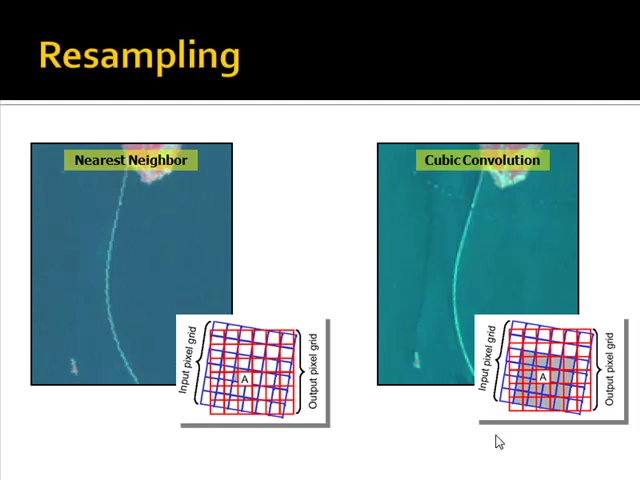 Resampling
Nearest Neighbor
Cubic Convolution
Input pixel grid
A
Output pixel grid
Input pixel grid
A
Output pixel grid